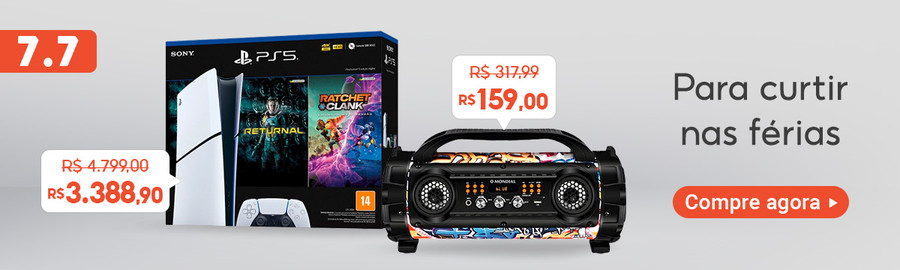 7.7
SONY
PS5
RETURNAL
RATCHET
CLANK
14
R$ 4.799,00
R$3.388,90
R$ 317,99
R$159,00
MONDIAL
Para curtir
nas férias
Compre agora